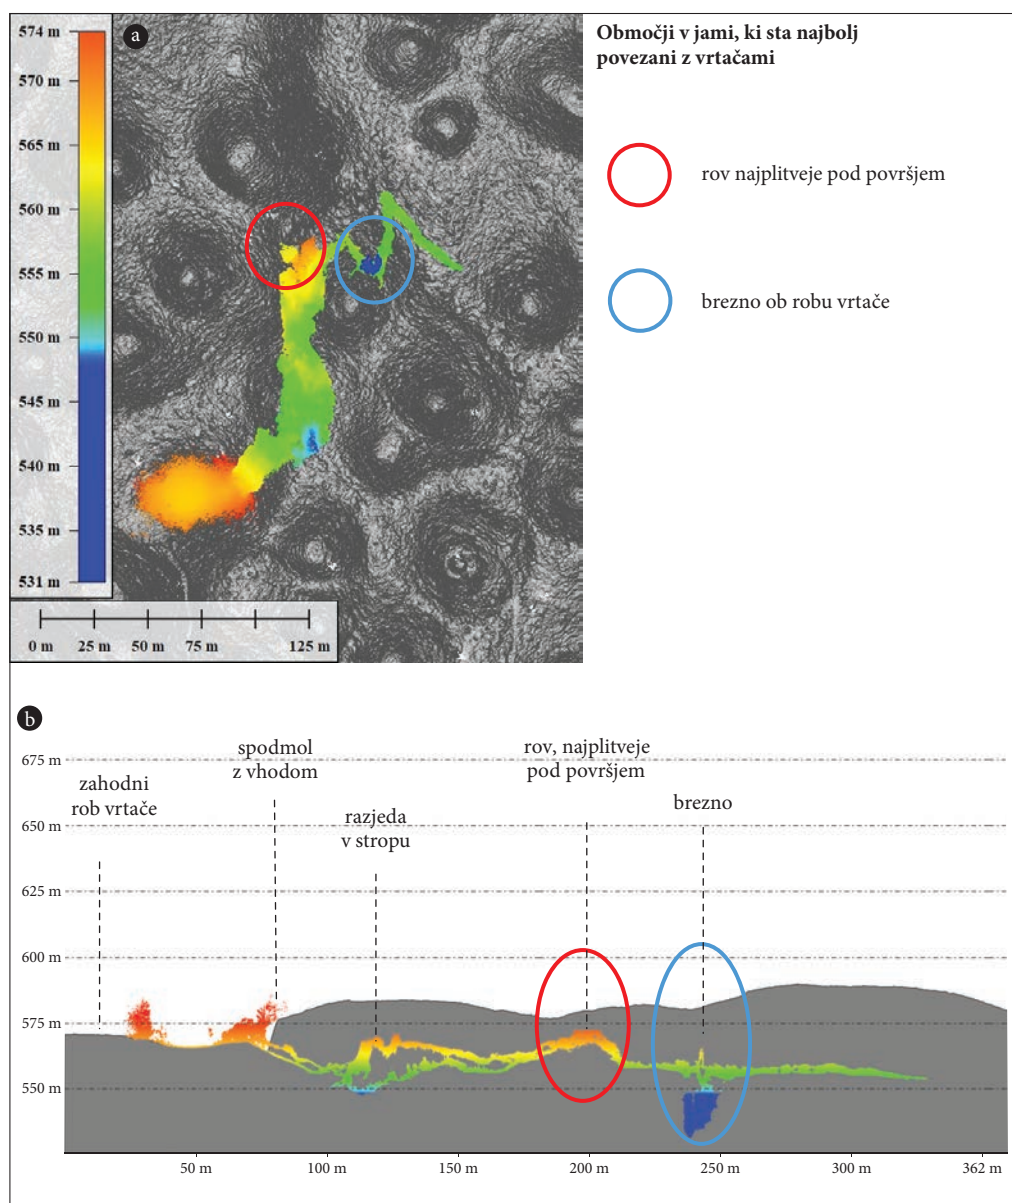 574 m
570 m
565 m
560 m
555 m
550 m
545 m
540 m
535 m
531 m
a
0 m 25 m 50 m 75 m 125 m
Območji v jami, ki sta najbolj
povezani z vrtačami
rov najplitveje pod površjem
brezno ob robu vrtače
b
675 m
650 m
625 m
600 m
575 m
550 m
zahodni
rob vrtače
spodmol
z vhodom
razjeda
v stropu
rov, najplitveje
pod površjem
brezno
50 m 100 m 150 m 200 m 250 m 300 m 362 m